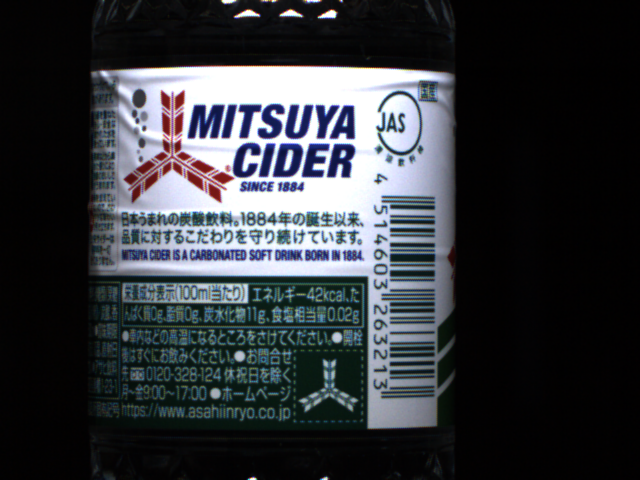 MITSUYA
CIDER
®
SINCE 1884
JAS
日本うまれの炭酸飲料。1884年の誕生以来、
品質に対するこだわりを守り続けています。
MITSUYA CIDER IS A CARBONATED SOFT DRINK BORN IN 1884.
栄養成分表示(100ml当たり) エネルギー42kcal、た
んぱく質0g、脂質0g、炭水化物11g、食塩相当量0.02g
●車内などの高温になるところをさけてください。●開栓
後はすぐにお飲みください。●お問合せ
先 0120-328-124 休祝日を除く
月〜金9:00〜17:00 ●ホームページ
https://www.asahiinryo.co.jp
4 514603 263213